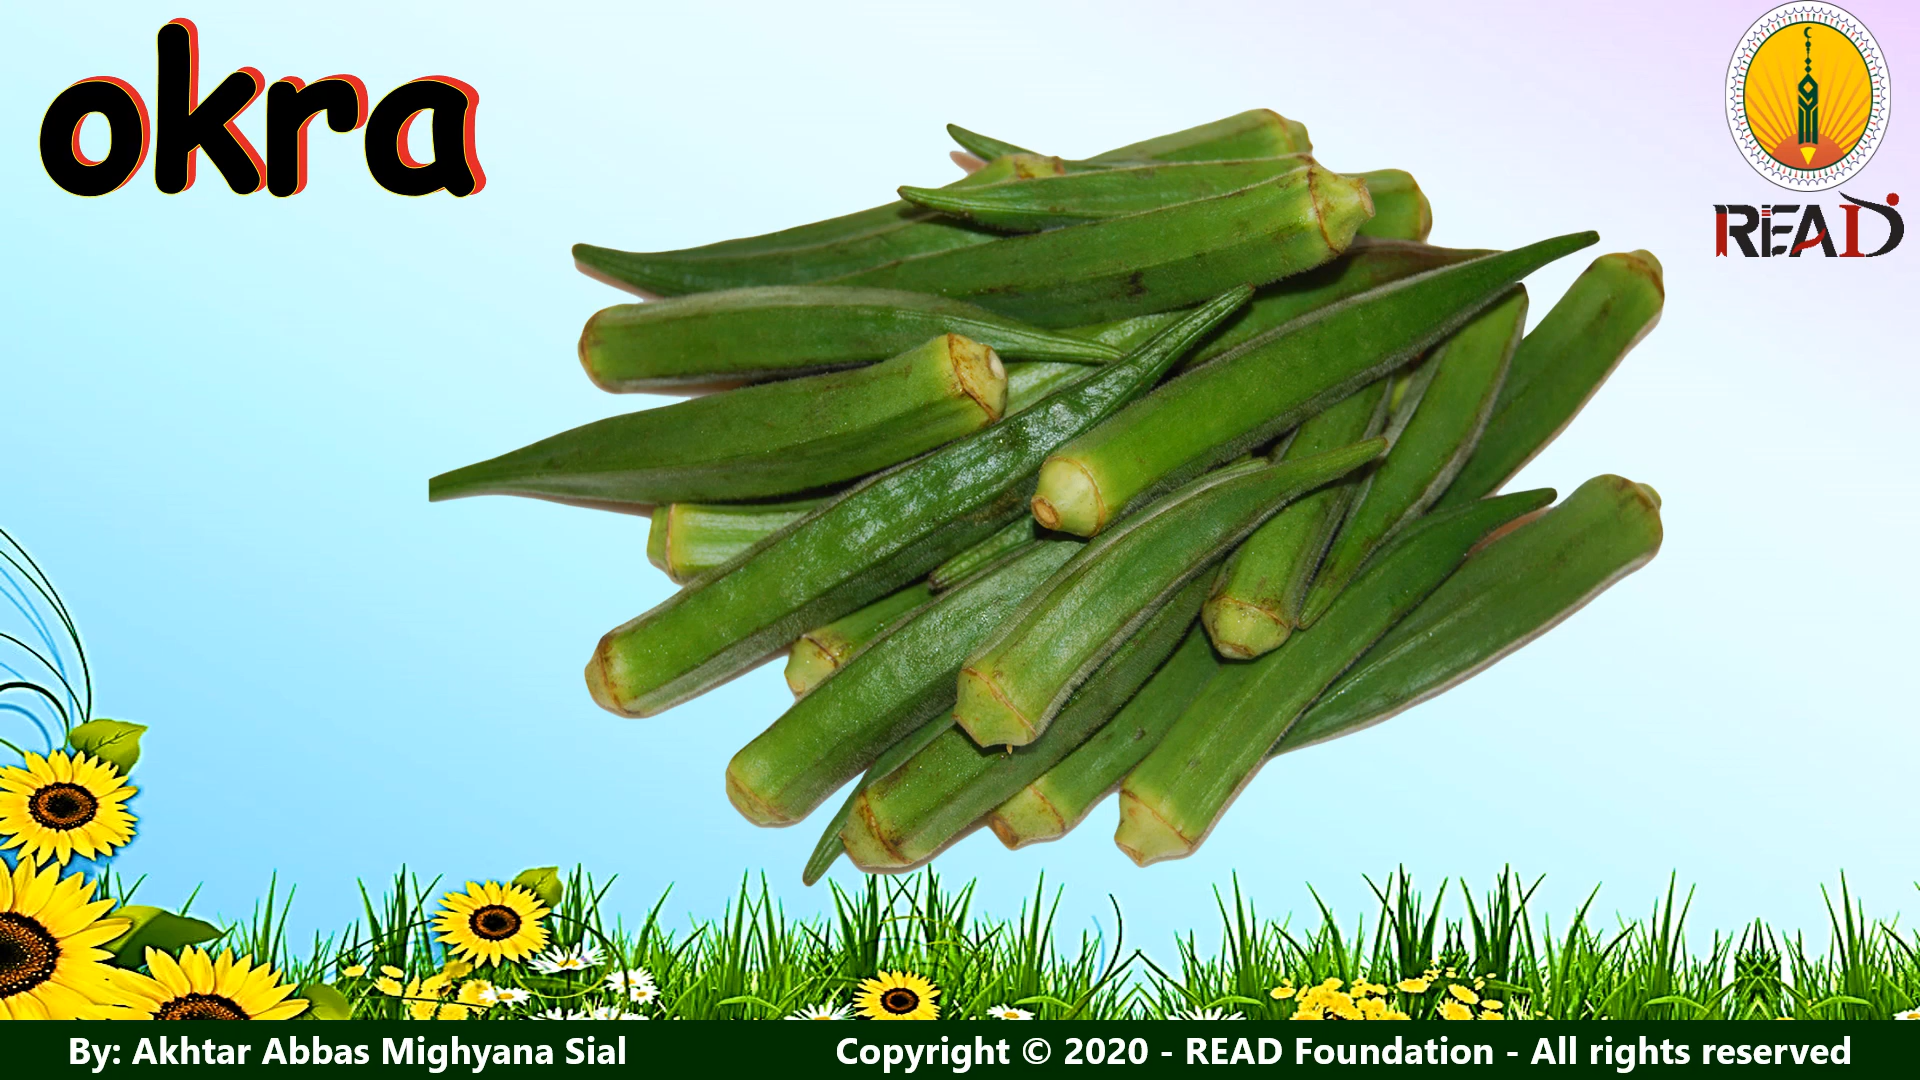 okra
READ
By: Akhtar Abbas Mighyana Sial
Copyright © 2020 - READ Foundation - All rights reserved